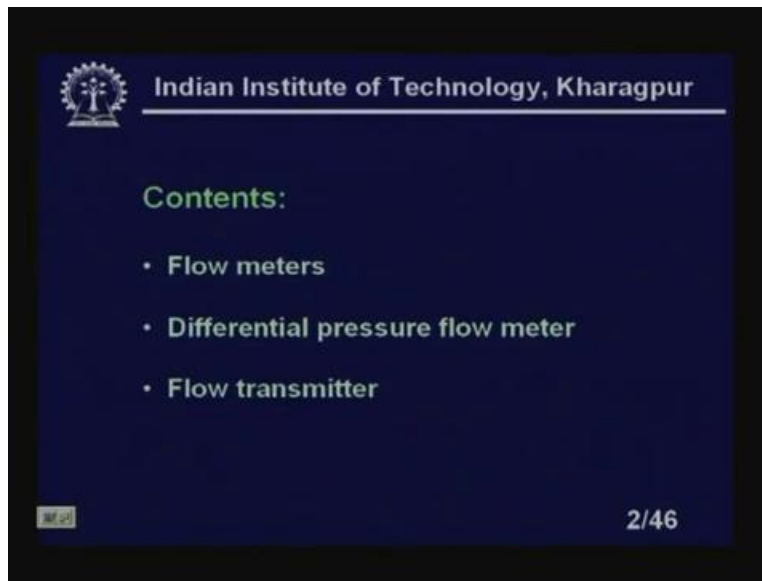 Indian Institute of Technology, Kharagpur
Contents:
• Flow meters
• Differential pressure flow meter
• Flow transmitter
2/46